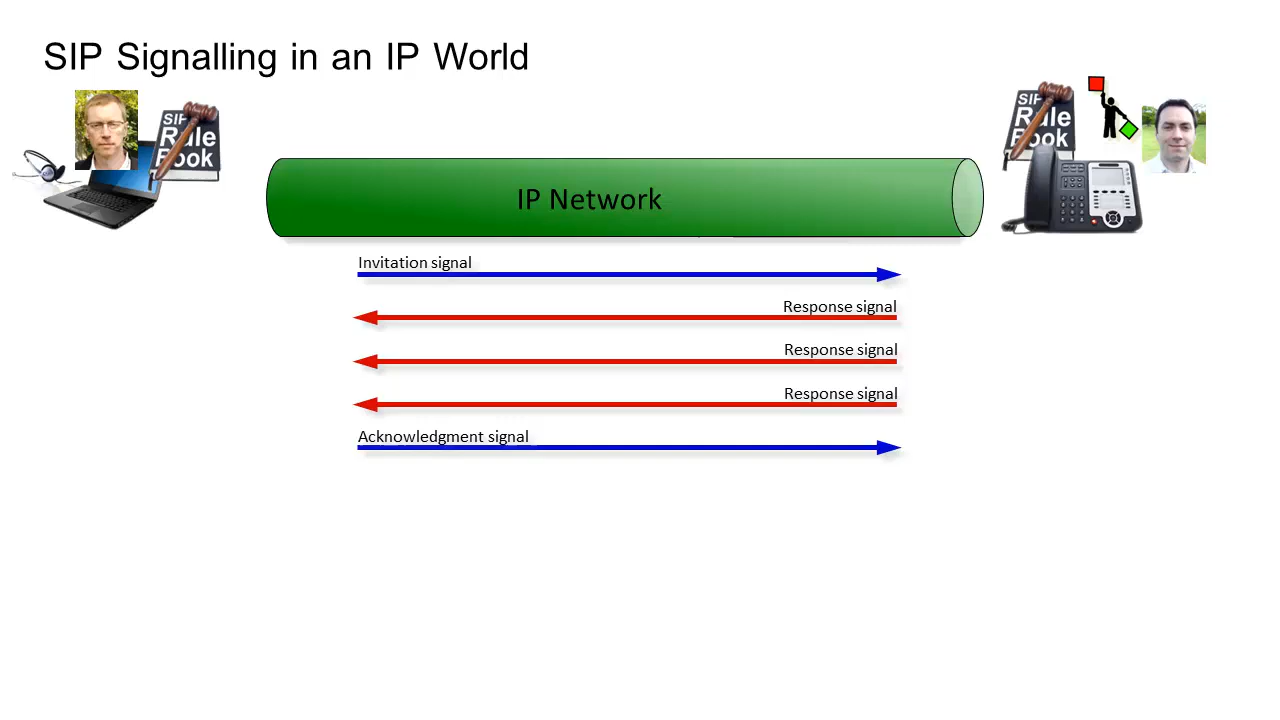 SIP Signalling in an IP World
SIP
Rule
Book
SIP
Rule
Book
IP Network
Invitation signal
Response signal
Response signal
Response signal
Acknowledgment signal